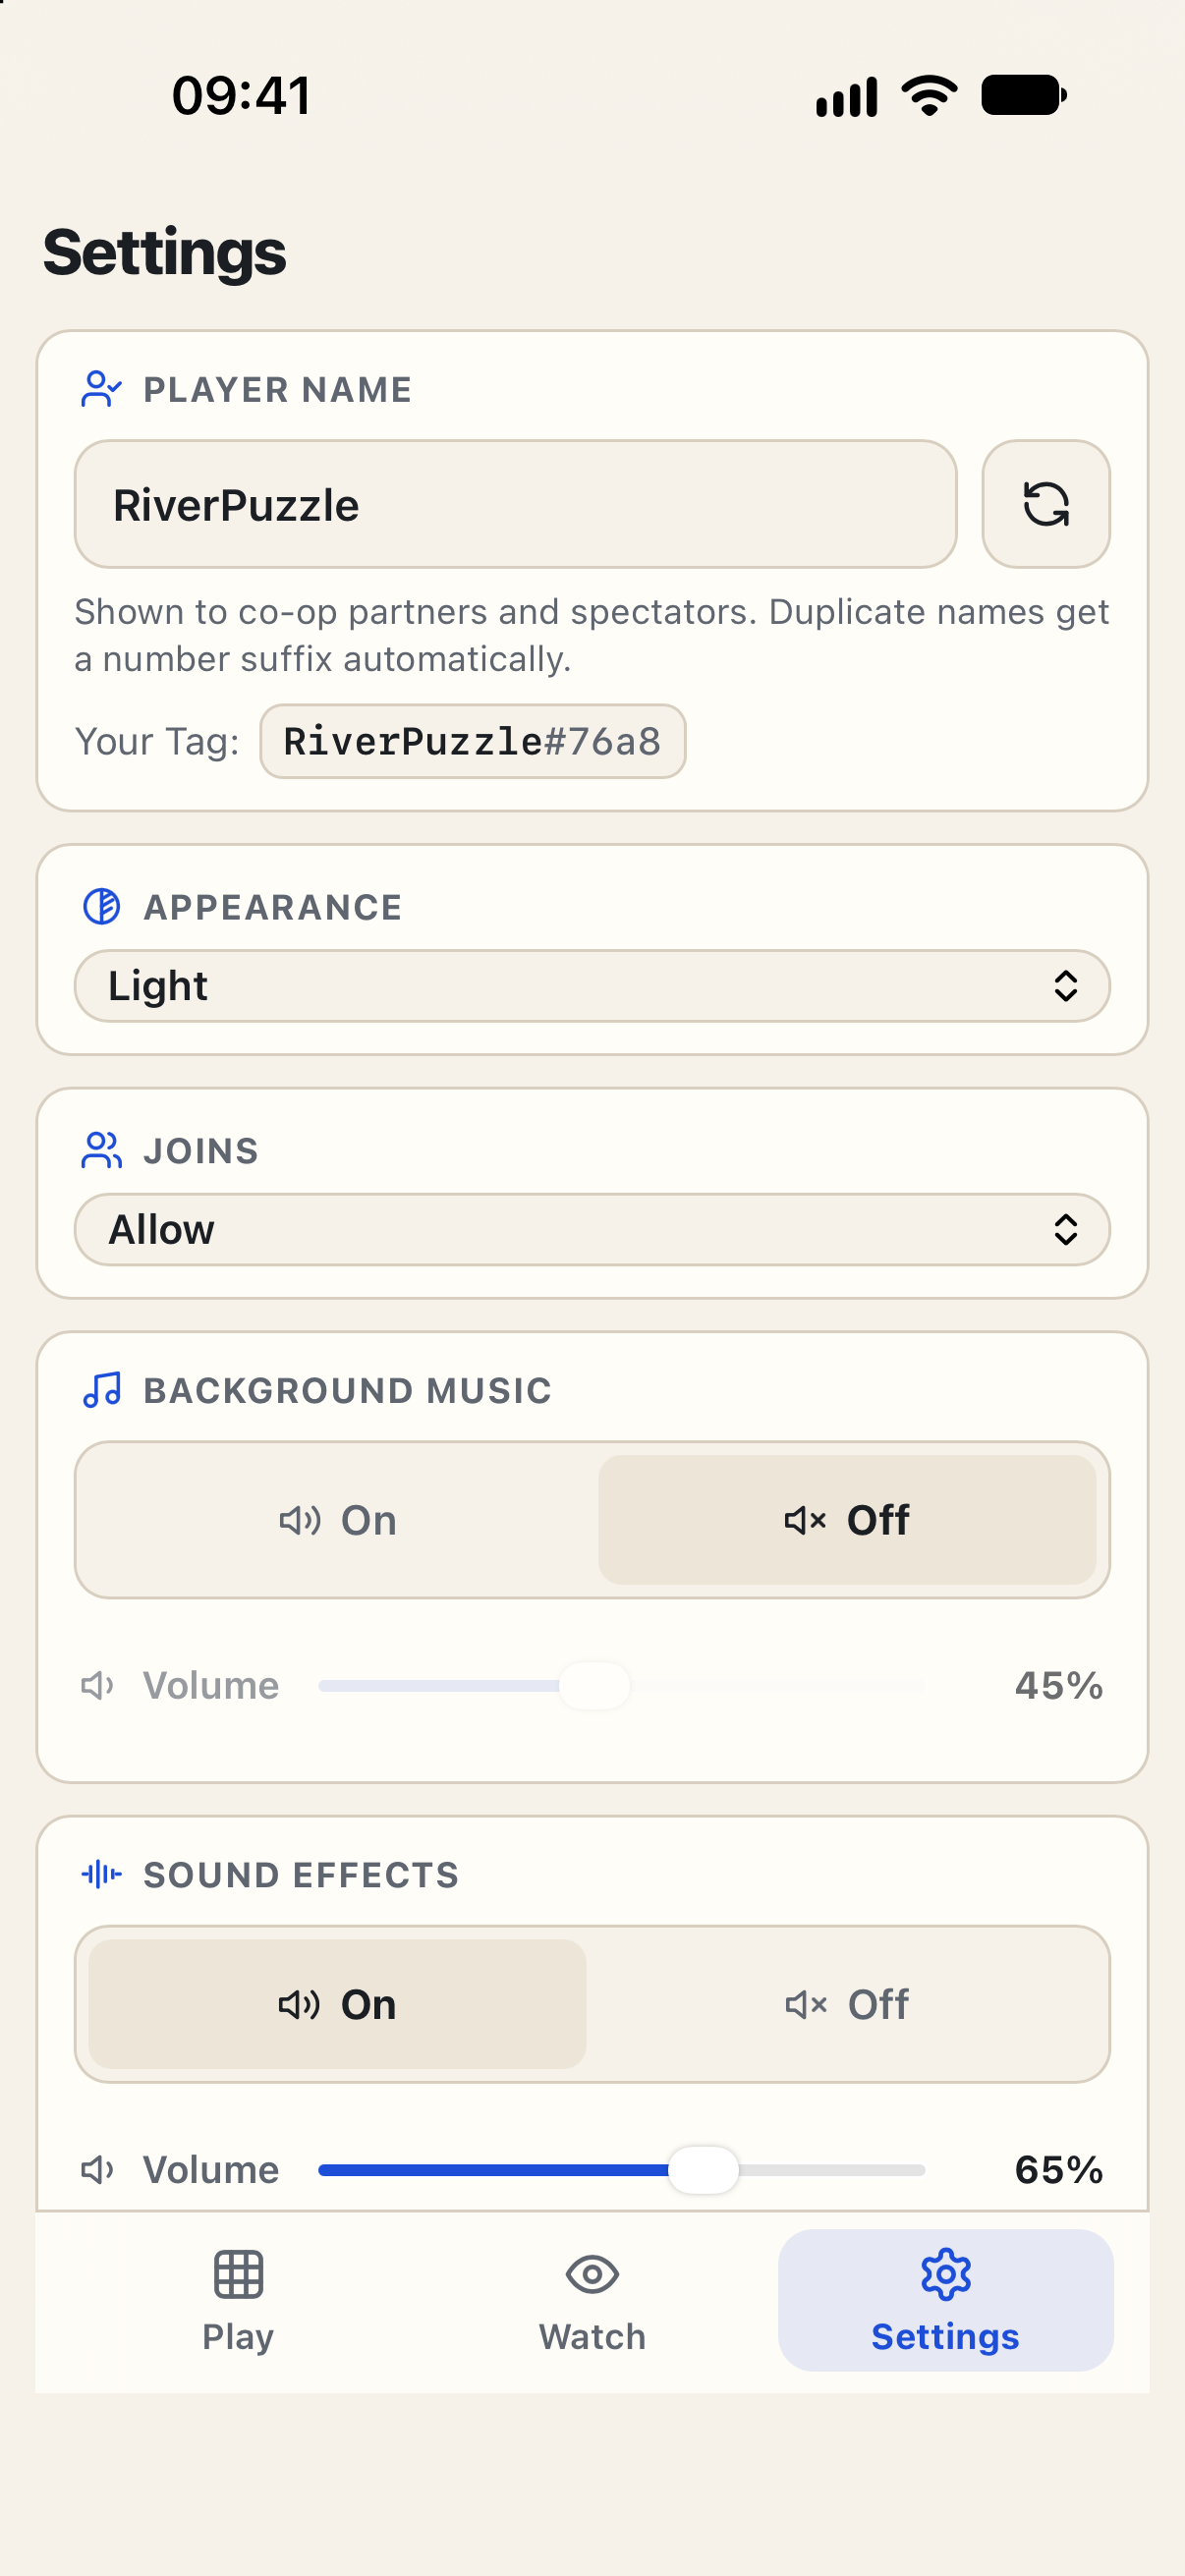 09:41
Settings
PLAYER NAME
RiverPuzzle
Shown to co-op partners and spectators. Duplicate names get
a number suffix automatically.
Your Tag: RiverPuzzle#76a8
APPEARANCE
Light
JOINS
Allow
BACKGROUND MUSIC
On Off
Volume 45%
SOUND EFFECTS
On Off
Volume 65%
Play Watch Settings